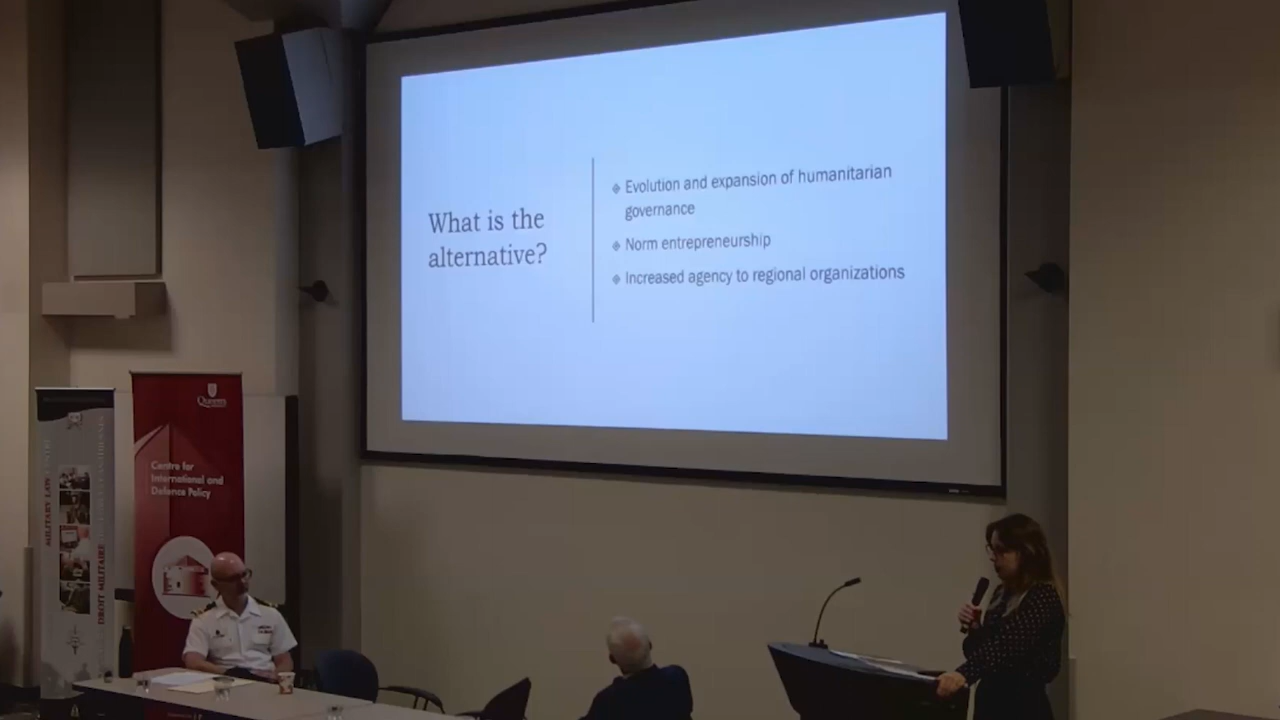 What is the
alternative?
Evolution and expansion of humanitarian
governance
Norm entrepreneurship
Increased agency to regional organizations
Queen's
Centre for
International and
Defence Policy
MILITARY LAW
DROIT MILITAIRE